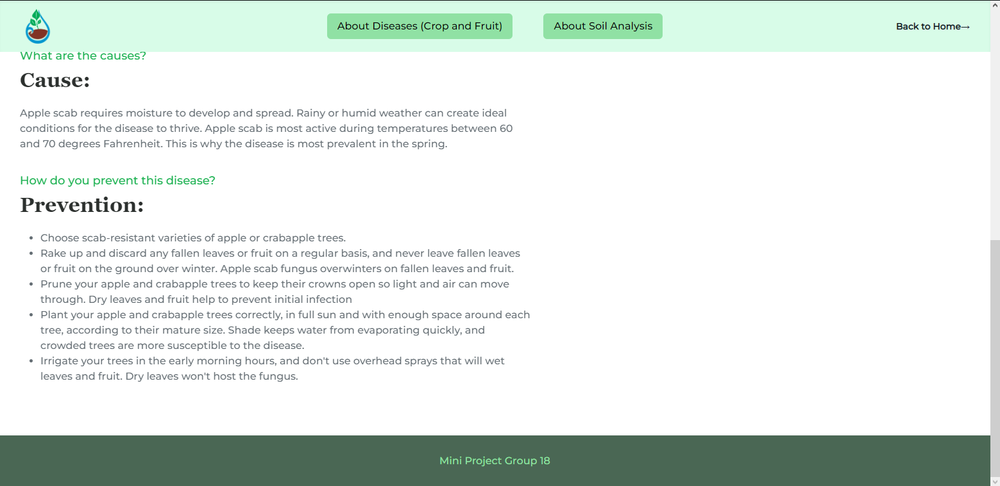 About Diseases (Crop and Fruit)
About Soil Analysis
Back to Home→
What are the causes?
Cause:
Apple scab requires moisture to develop and spread. Rainy or humid weather can create ideal
conditions for the disease to thrive. Apple scab is most active during temperatures between 60
and 70 degrees Fahrenheit. This is why the disease is most prevalent in the spring.
How do you prevent this disease?
Prevention:
• Choose scab-resistant varieties of apple or crabapple trees.
• Rake up and discard any fallen leaves or fruit on a regular basis, and never leave fallen leaves
or fruit on the ground over winter. Apple scab fungus overwinters on fallen leaves and fruit.
• Prune your apple and crabapple trees to keep their crowns open so light and air can move
through. Dry leaves and fruit help to prevent initial infection
• Plant your apple and crabapple trees correctly, in full sun and with enough space around each
tree, according to their mature size. Shade keeps water from evaporating quickly, and
crowded trees are more susceptible to the disease.
• Irrigate your trees in the early morning hours, and don't use overhead sprays that will wet
leaves and fruit. Dry leaves won't host the fungus.
Mini Project Group 18